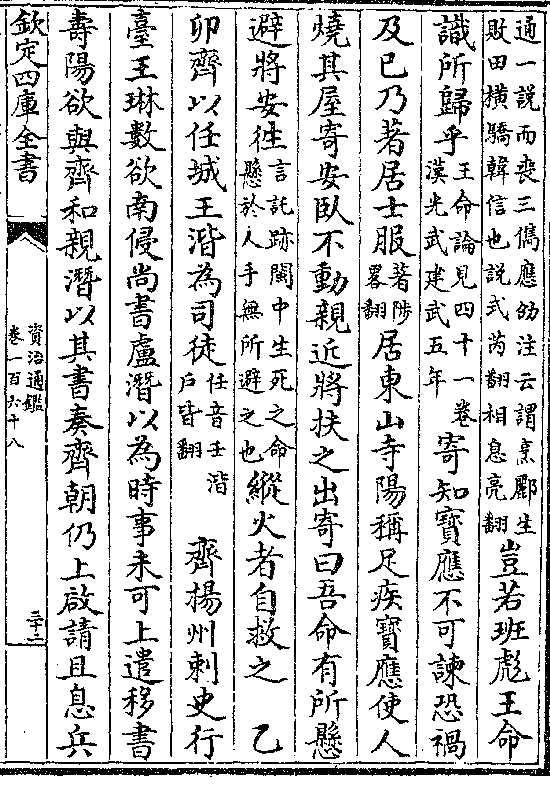 通一説而喪三儁應劭注云謂烹酈生
敗田横驕韓信也説式芮翻相息亮翻
豈若班彪王命
識所歸乎
王命論見四十一卷
漢光武建武五年
寄知寳應不可諫恐禍
及已乃著居士服
著陟
畧翻
居東山寺陽稱足疾寳應使人
燒其屋寄安臥不動親近將扶之出寄曰吾命有所懸
避將安往
言託跡閩中生死之命
懸於人手無所避之也
縱火者自救之 乙
卯齊以任城王湝為司徒
任音壬湝
戶皆翻
齊揚州刺史行
臺王琳數欲南侵尚書盧潛以為時事未可上遣移書
壽陽欲與齊和親潛以其書奏齊朝仍上啟請且息兵
欽定四庫全書
資治通鑑
卷一百六十八
三十二